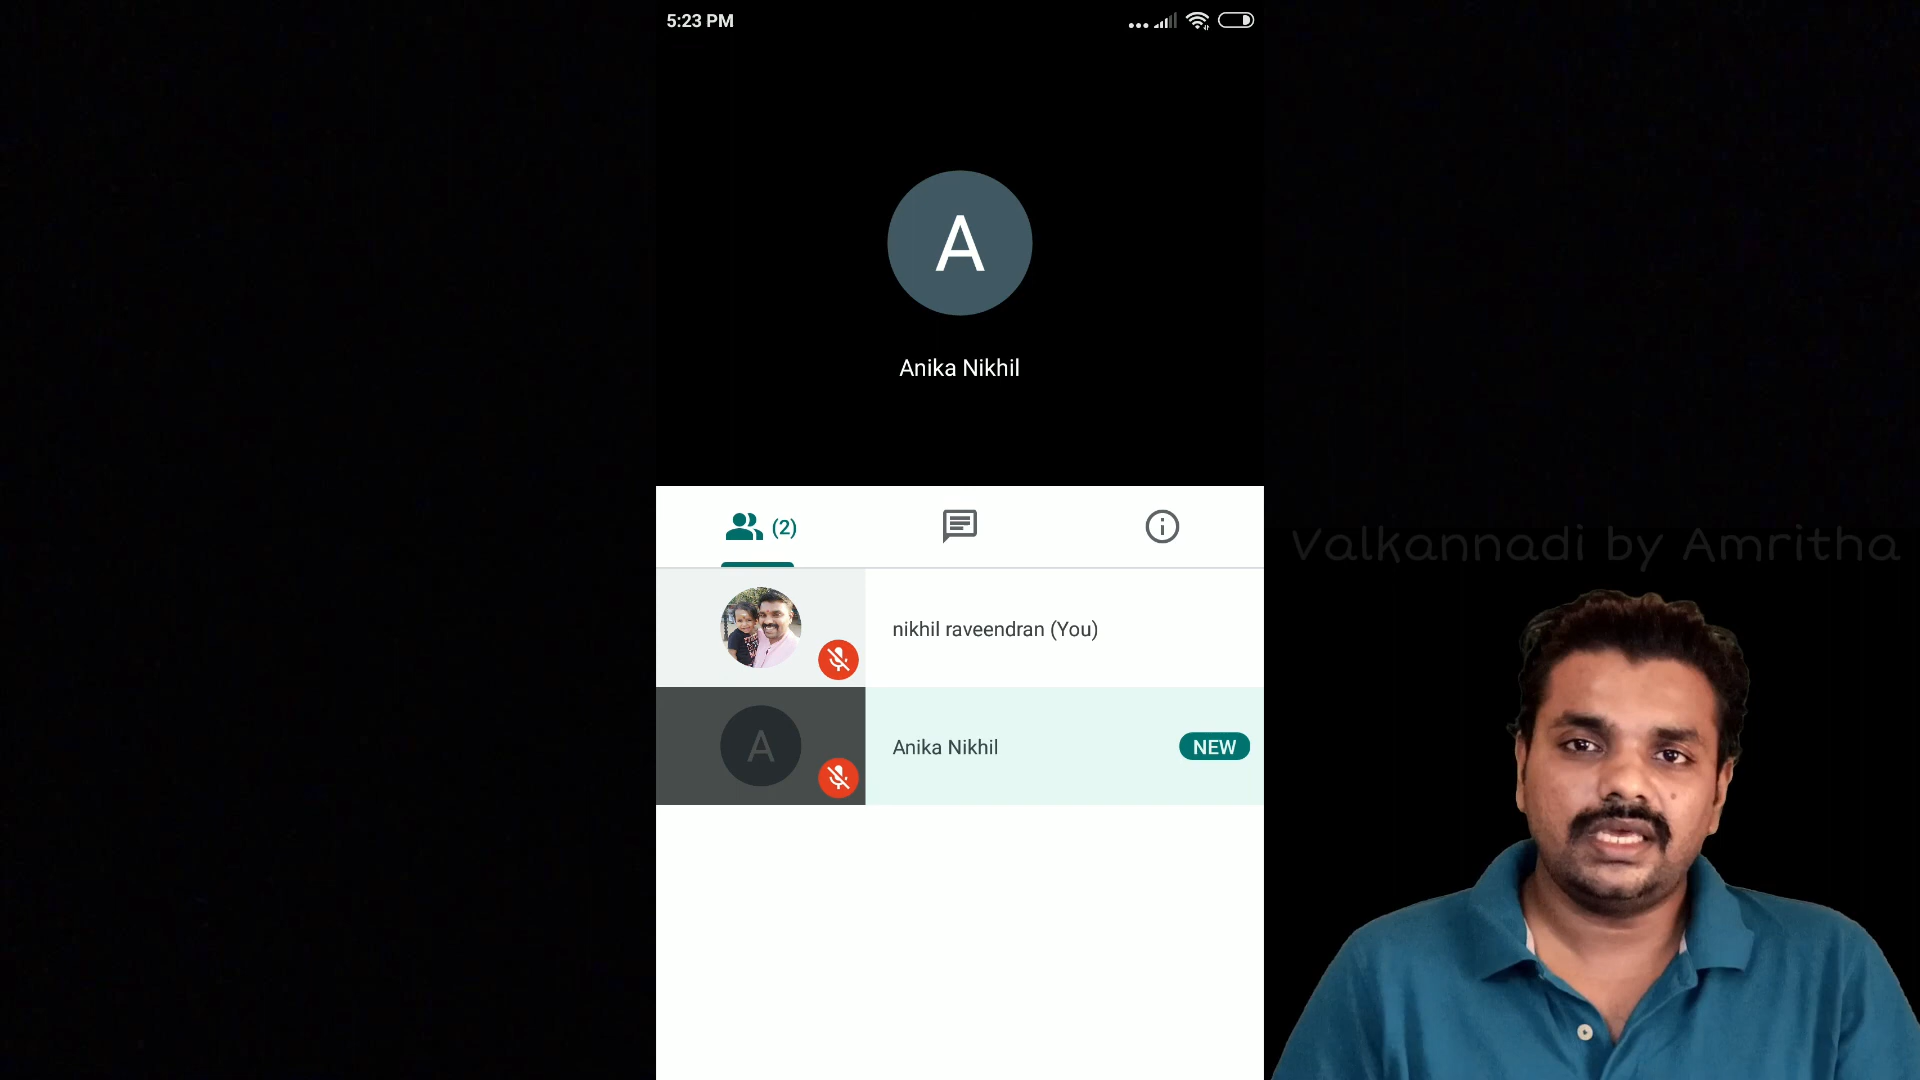 5:23 PM
A
Anika Nikhil
(2)
Valkannadi by Amritha
nikhil raveendran (You)
A
Anika Nikhil
NEW